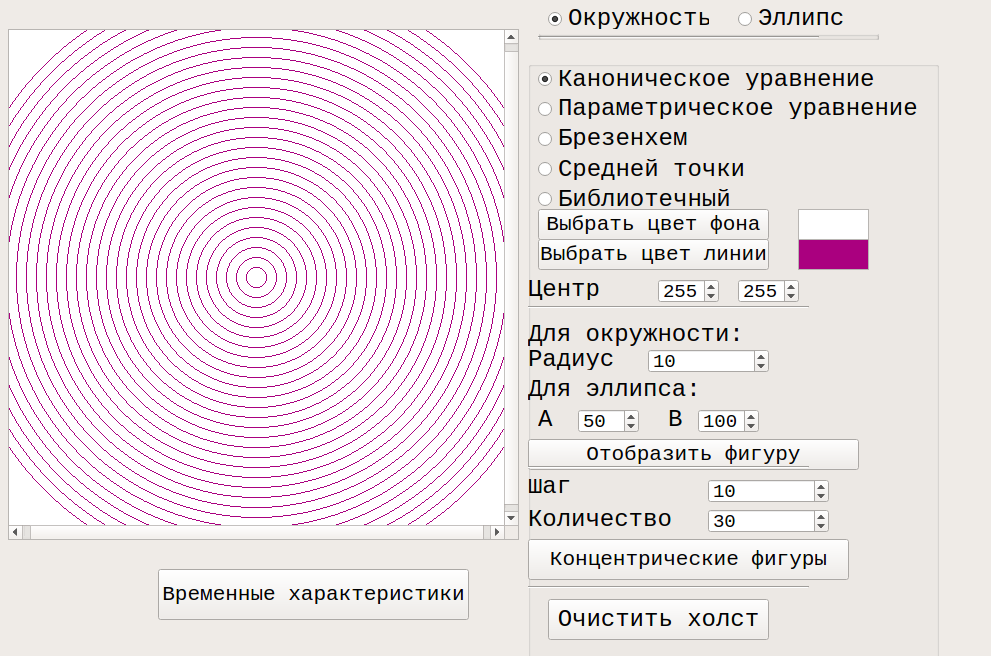 Окружность Эллипс
Каноническое уравнение
Параметрическое уравнение
Брезенхем
Средней точки
Библиотечный
Выбрать цвет фона
Выбрать цвет линии
Центр 255 255
Для окружности:
Радиус 10
Для эллипса:
A 50 B 100
Отобразить фигуру
Шаг 10
Количество 30
Концентрические фигуры
Временные характеристики
Очистить холст